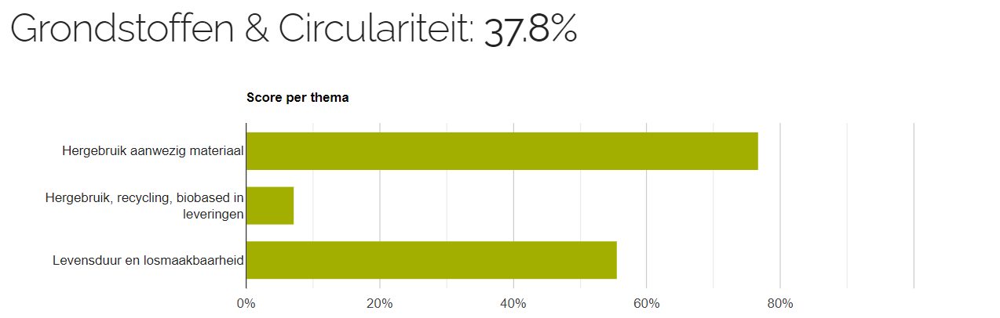 Grondstoffen & Circulariteit: 37.8%
Score per thema
Hergebruik aanwezig materiaal
Hergebruik, recycling, biobased in
leveringen
Levensduur en losmaakbaarheid
0% 20% 40% 60% 80%